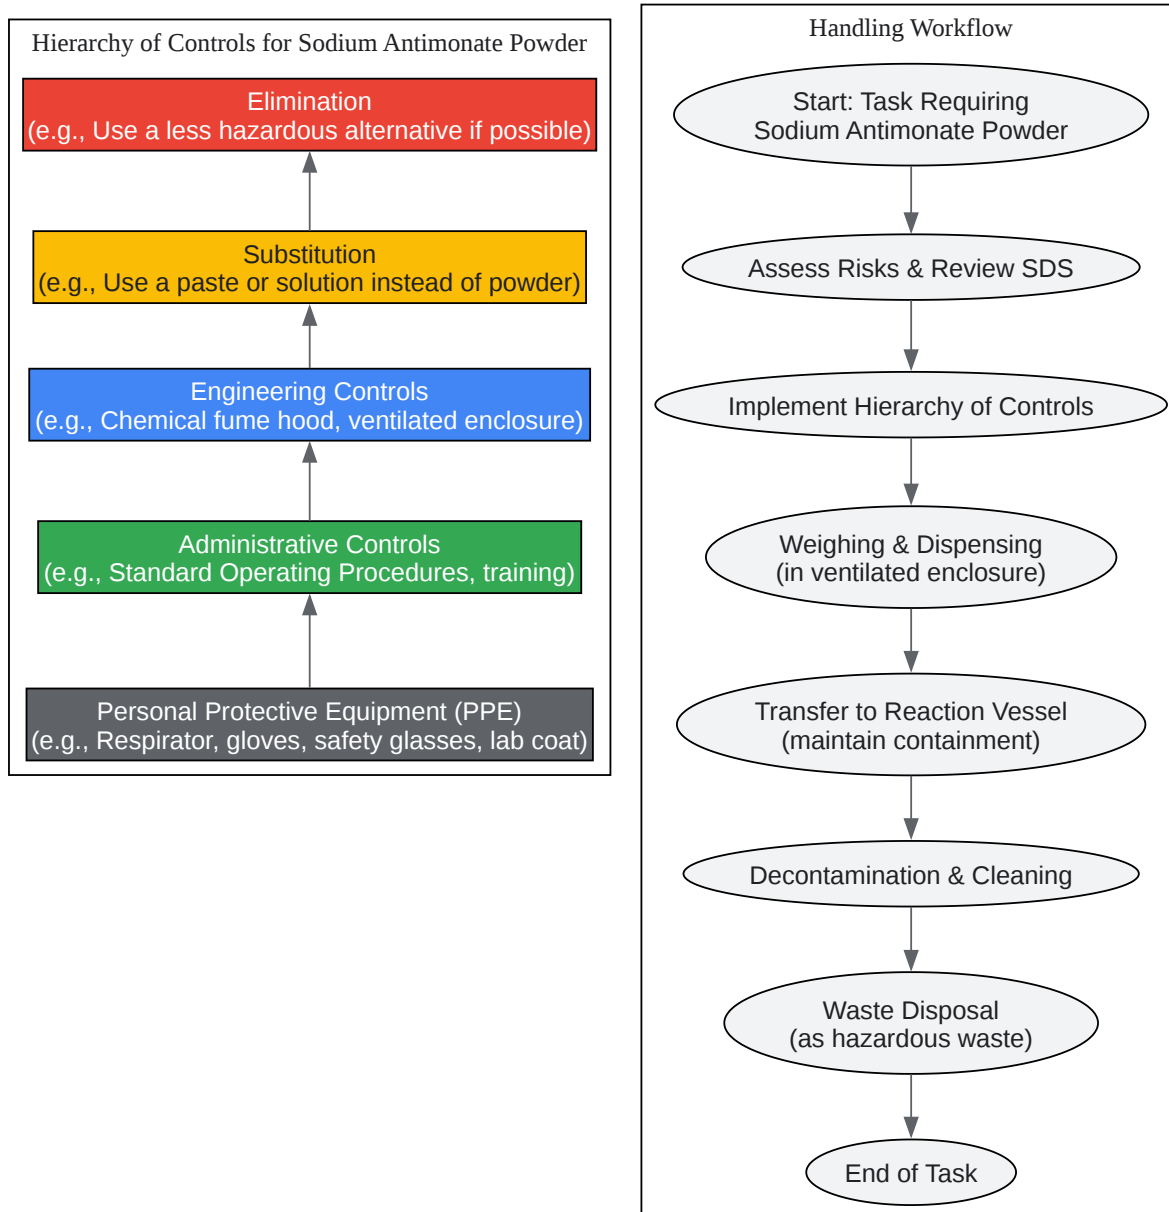 Hierarchy of Controls for Sodium Antimonate Powder
Elimination
(e.g., Use a less hazardous alternative if possible)
Substitution
(e.g., Use a paste or solution instead of powder)
Engineering Controls
(e.g., Chemical fume hood, ventilated enclosure)
Administrative Controls
(e.g., Standard Operating Procedures, training)
Personal Protective Equipment (PPE)
(e.g., Respirator, gloves, safety glasses, lab coat)
Handling Workflow
Start: Task Requiring
Sodium Antimonate Powder
Assess Risks & Review SDS
Implement Hierarchy of Controls
Weighing & Dispensing
(in ventilated enclosure)
Transfer to Reaction Vessel
(maintain containment)
Decontamination & Cleaning
Waste Disposal
(as hazardous waste)
End of Task